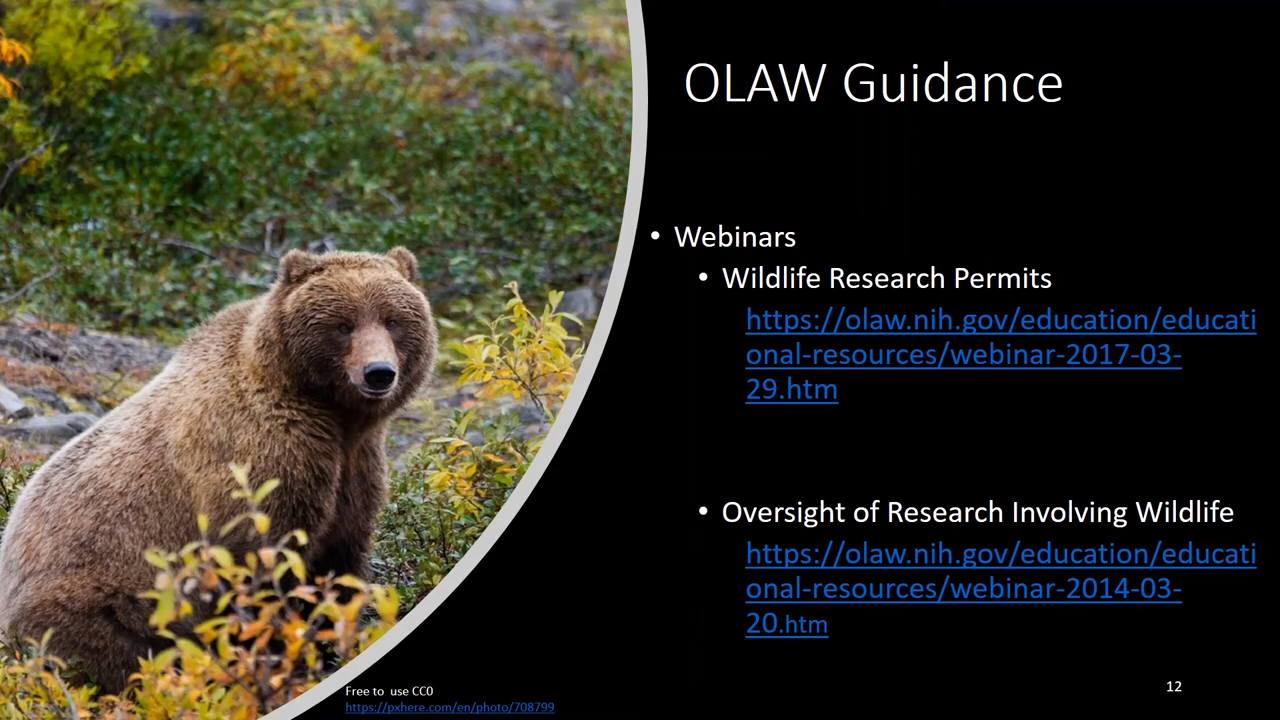 OLAW Guidance
• Webinars
• Wildlife Research Permits
https://olaw.nih.gov/education/educati
onal-resources/webinar-2017-03-
29.htm
• Oversight of Research Involving Wildlife
https://olaw.nih.gov/education/educati
onal-resources/webinar-2014-03-
20.htm
Free to use CC0
https://pxhere.com/en/photo/708799
12